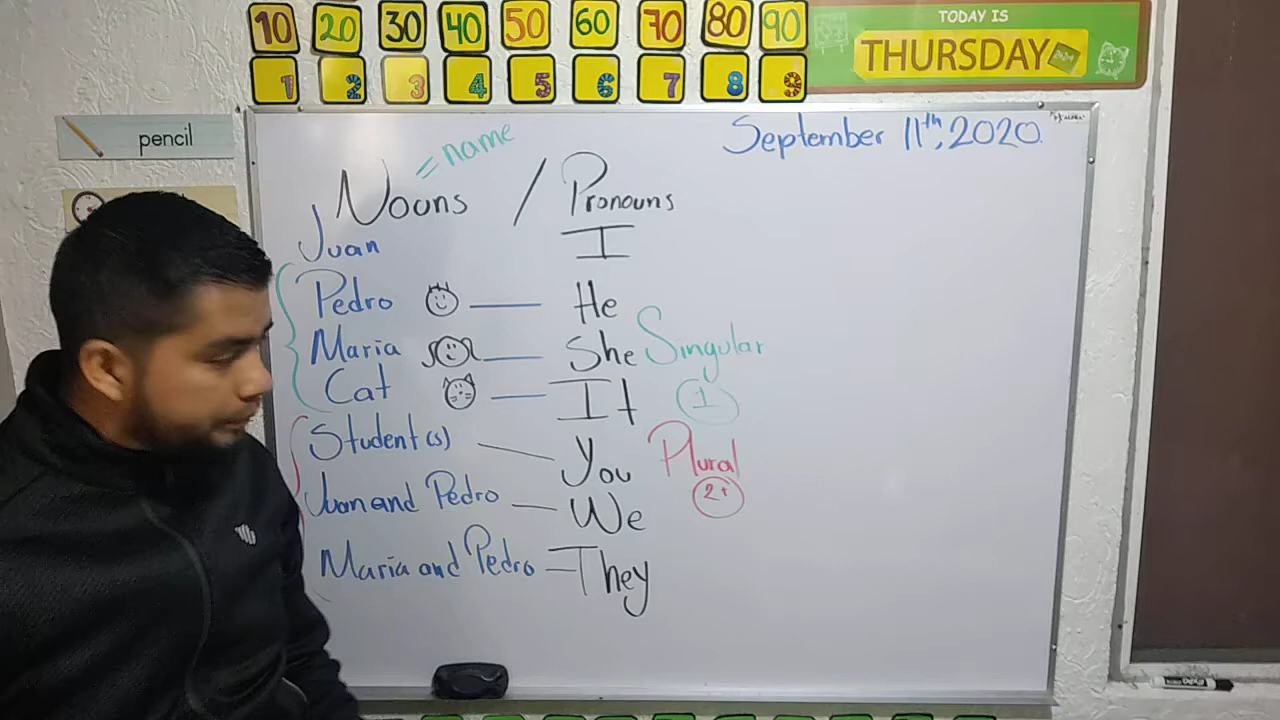 10 20 30 40 50 60 70 80 90
1 2 3 4 5 6 7 8 9
TODAY IS
THURSDAY
pencil
September 11th, 2020.
= name
Nouns / Pronouns
Juan I
Pedro He
Maria She Singular
Cat It 1
Student(s) You Plural
Juan and Pedro We 2+
Maria and Pedro They